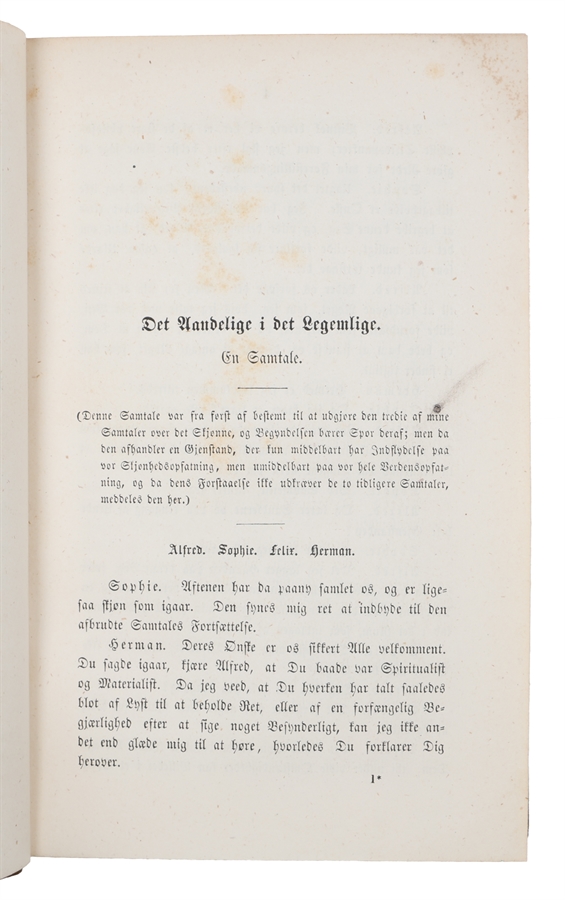 Det Aandelige i det Legemlige.
En Samtale.
(Denne Samtale var fra først af bestemt til at udgjøre den tredie af mine
Samtaler over det Skjønne, og Begyndelsen bærer Spor deraf; men da
den afhandler en Gjenstand, der kun middelbart har Indflydelse paa
vor Skjønhedsopfatning, men umiddelbart paa vor hele Verdensopfat-
ning, og da dens Forstaaelse ikke udkræver de to tidligere Samtaler,
meddeles den her.)
Alfred. Sophie. Felix. Herman.
Sophie. Aftenen har da paany samlet os, og er lige-
saa skjøn som igaar. Den synes mig ret at indbyde til den
afbrudte Samtales Fortsættelse.
Herman. Deres Ønske er os sikkert Alle velkomment.
Du sagde igaar, kjære Alfred, at Du baade var Spiritualist
og Materialist. Da jeg veed, at Du hverken har talt saaledes
blot af Lyst til at beholde Ret, eller af en forfængelig Be-
gjærlighed efter at sige noget Besynderligt, kan jeg ikke an-
det end glæde mig til at høre, hvorledes Du forklarer Dig
herover.
1*